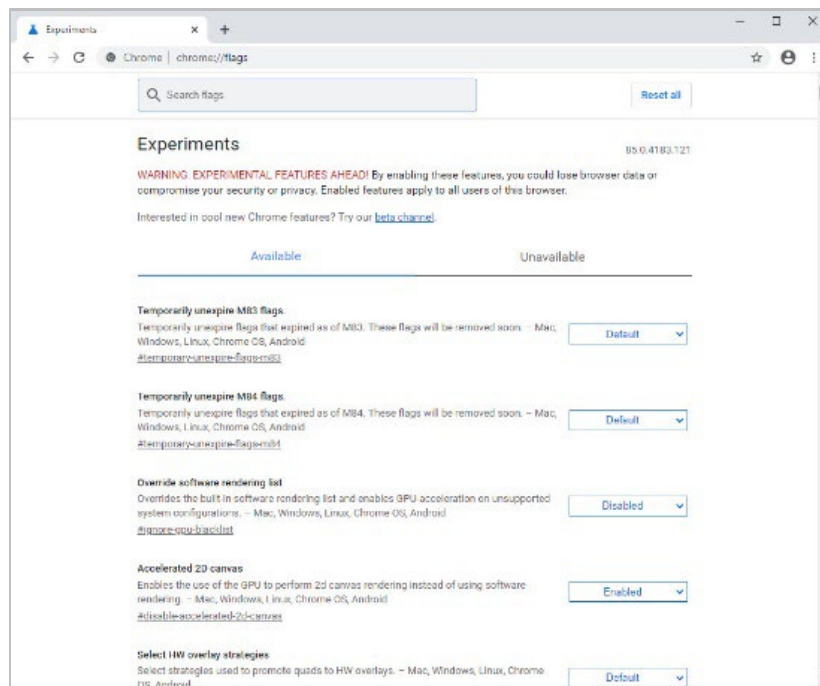 Experiments
Chrome | chrome://flags
Search flags
Reset all
Experiments
85.0.4183.121
WARNING: EXPERIMENTAL FEATURES AHEAD! By enabling these features, you could lose browser data or
compromise your security or privacy. Enabled features apply to all users of this browser.
Interested in cool new Chrome features? Try our beta channel.
Available
Unavailable
Temporarily unexpire M83 flags.
Temporarily unexpire flags that expired as of M83. These flags will be removed soon. – Mac,
Windows, Linux, Chrome OS, Android
#temporary-unexpire-flags-m83
Default
Temporarily unexpire M84 flags.
Temporarily unexpire flags that expired as of M84. These flags will be removed soon. – Mac,
Windows, Linux, Chrome OS, Android
#temporary-unexpire-flags-m84
Default
Override software rendering list
Overrides the built-in software rendering list and enables GPU-acceleration on unsupported
system configurations. – Mac, Windows, Linux, Chrome OS, Android
#ignore-gpu-blacklist
Disabled
Accelerated 2D canvas
Enables the use of the GPU to perform 2d canvas rendering instead of using software
rendering. – Mac, Windows, Linux, Chrome OS, Android
#disable-accelerated-2d-canvas
Enabled
Select HW overlay strategies
Select strategies used to promote quads to HW overlays. – Mac, Windows, Linux, Chrome
OS, Android
Default